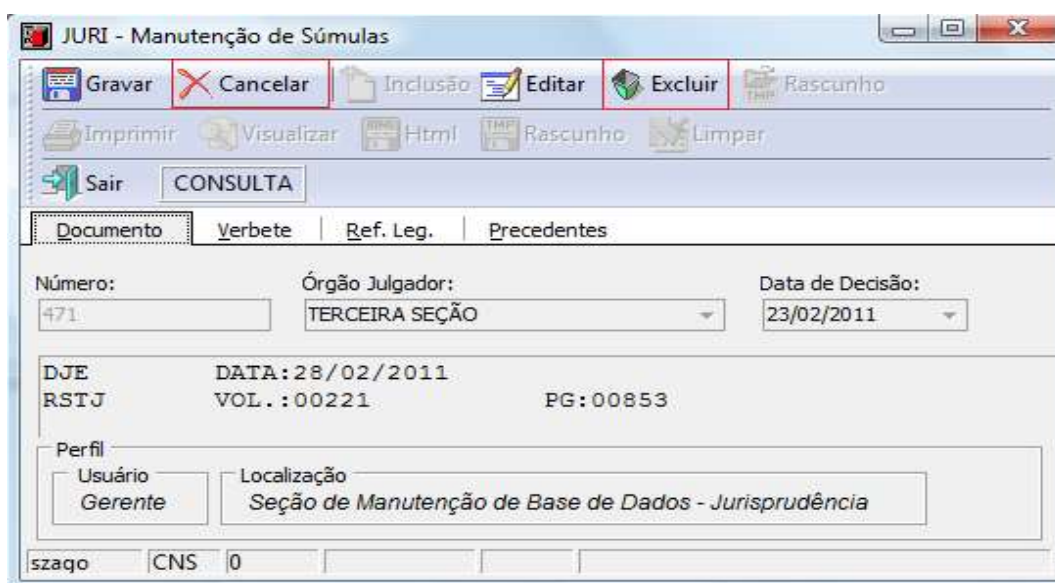 JURI - Manutenção de Súmulas
Gravar Cancelar Inclusão Editar Excluir Rascunho
Imprimir Visualizar Html Rascunho Limpar
Sair CONSULTA
Documento Verbete Ref. Leg. Precedentes
Número: Órgão Julgador: Data de Decisão:
471 TERCEIRA SEÇÃO 23/02/2011
DJE DATA:28/02/2011
RSTJ VOL.:00221 PG:00853
Perfil
Usuário Localização
Gerente Seção de Manutenção de Base de Dados - Jurisprudência
szaqo CNS 0